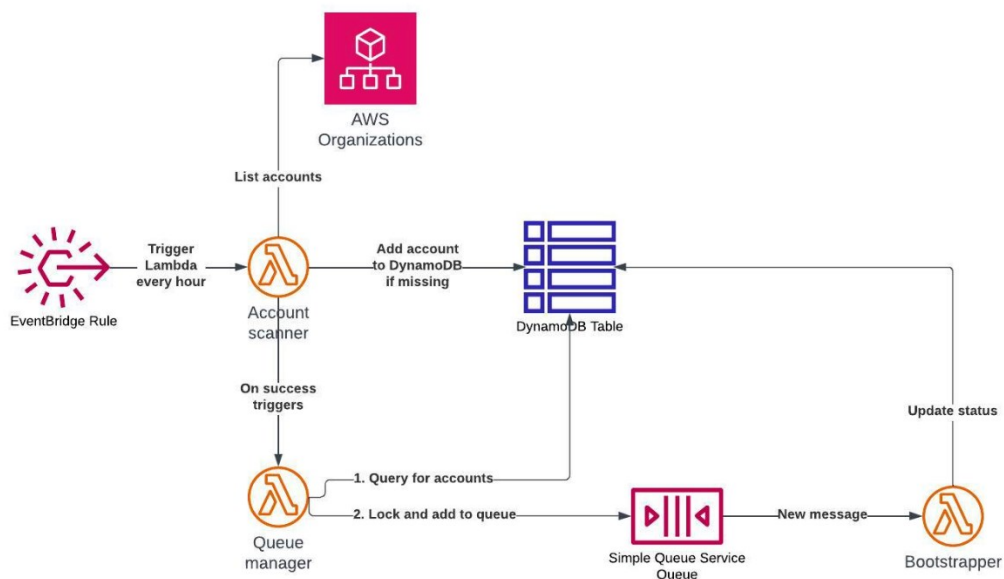 AWS
Organizations
List accounts
Trigger
Lambda
every hour
EventBridge Rule
Account
scanner
Add account
to DynamoDB
if missing
DynamoDB Table
On success
triggers
Update status
1. Query for accounts
2. Lock and add to queue
Queue
manager
Simple Queue Service
Queue
New message
Bootstrapper